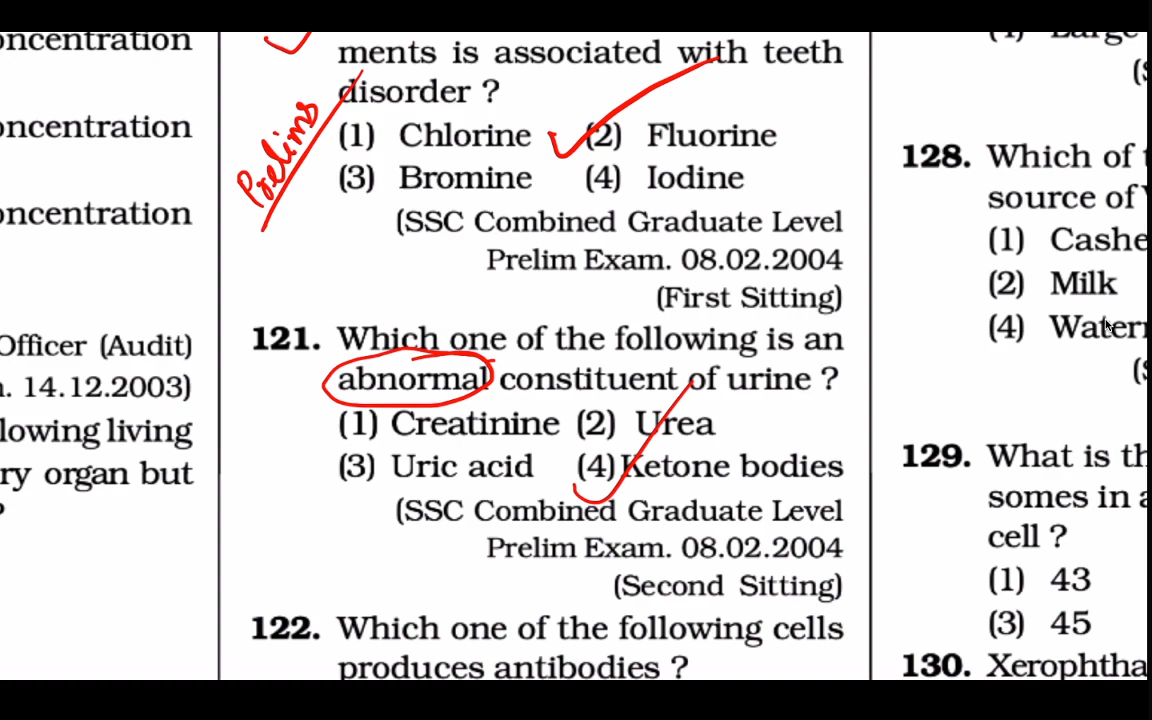 oncentration
oncentration
oncentration
Officer (Audit)
. 14.12.2003)
lowing living
ry organ but
?
Prelims
ments is associated with teeth
disorder ?
(1) Chlorine (2) Fluorine
(3) Bromine (4) Iodine
(SSC Combined Graduate Level
Prelim Exam. 08.02.2004
(First Sitting)
121. Which one of the following is an
abnormal constituent of urine ?
(1) Creatinine (2) Urea
(3) Uric acid (4) Ketone bodies
(SSC Combined Graduate Level
Prelim Exam. 08.02.2004
(Second Sitting)
122. Which one of the following cells
produces antibodies ?
(1) Large
(S
128. Which of t
source of V
(1) Cashe
(2) Milk
(4) Water
(S
129. What is th
somes in a
cell ?
(1) 43
(3) 45
130. Xerophtha